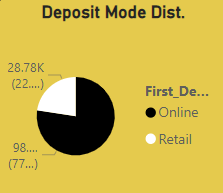 Deposit Mode Dist.
28.78K
(22....)
First_De...
Online
Retail
98....
(77...)